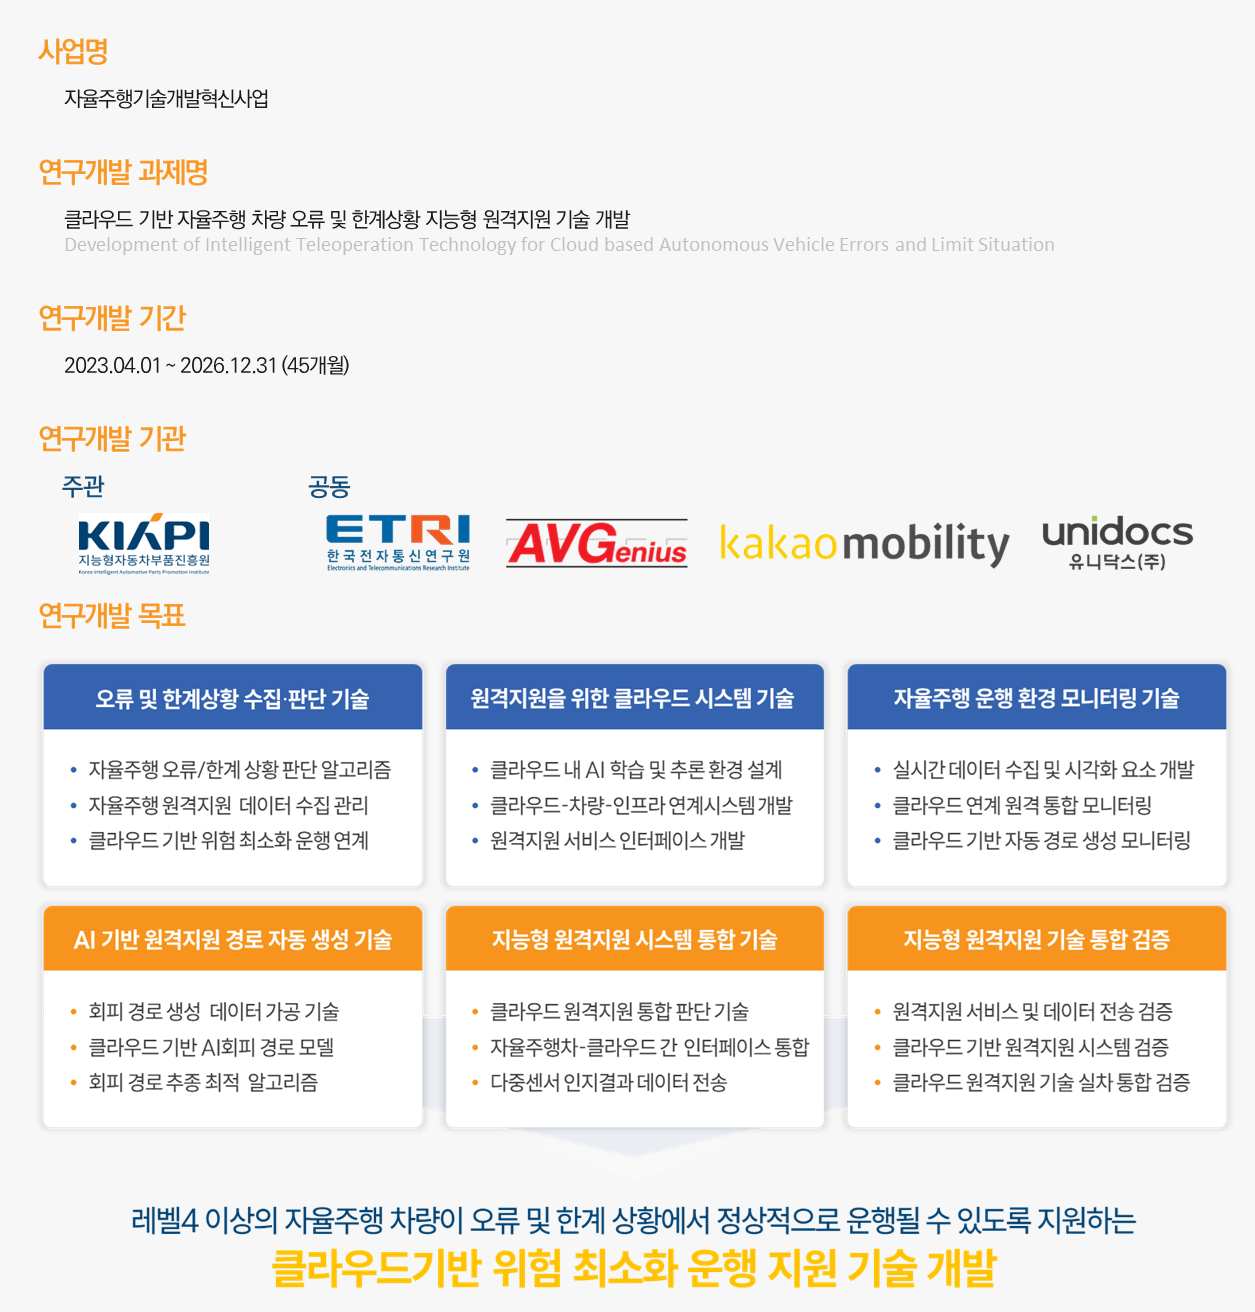 사업명
자율주행기술개발혁신사업
연구개발 과제명
클라우드 기반 자율주행 차량 오류 및 한계상황 지능형 원격지원 기술 개발
Development of Intelligent Teleoperation Technology for Cloud based Autonomous Vehicle Errors and Limit Situation
연구개발 기간
2023.04.01 ~ 2026.12.31 (45개월)
연구개발 기관
주관
KIAPI
지능형자동차부품진흥원
Korea Intelligent Automotive Parts Promotion Institute
공동
ETRI
한국전자통신연구원
Electronics and Telecommunications Research Institute
AVGenius
kakaomobility
unidocs
유니닥스(주)
연구개발 목표
오류 및 한계상황 수집·판단 기술
• 자율주행 오류/한계 상황 판단 알고리즘
• 자율주행 원격지원 데이터 수집 관리
• 클라우드 기반 위험 최소화 운행 연계
원격지원을 위한 클라우드 시스템 기술
• 클라우드 내 AI 학습 및 추론 환경 설계
• 클라우드-차량-인프라 연계시스템 개발
• 원격지원 서비스 인터페이스 개발
자율주행 운행 환경 모니터링 기술
• 실시간 데이터 수집 및 시각화 요소 개발
• 클라우드 연계 원격 통합 모니터링
• 클라우드 기반 자동 경로 생성 모니터링
AI 기반 원격지원 경로 자동 생성 기술
• 회피 경로 생성 데이터 가공 기술
• 클라우드 기반 AI회피 경로 모델
• 회피 경로 추종 최적 알고리즘
지능형 원격지원 시스템 통합 기술
• 클라우드 원격지원 통합 판단 기술
• 자율주행차-클라우드 간 인터페이스 통합
• 다중센서 인지결과 데이터 전송
지능형 원격지원 기술 통합 검증
• 원격지원 서비스 및 데이터 전송 검증
• 클라우드 기반 원격지원 시스템 검증
• 클라우드 원격지원 기술 실차 통합 검증
레벨4 이상의 자율주행 차량이 오류 및 한계 상황에서 정상적으로 운행될 수 있도록 지원하는
클라우드기반 위험 최소화 운행 지원 기술 개발